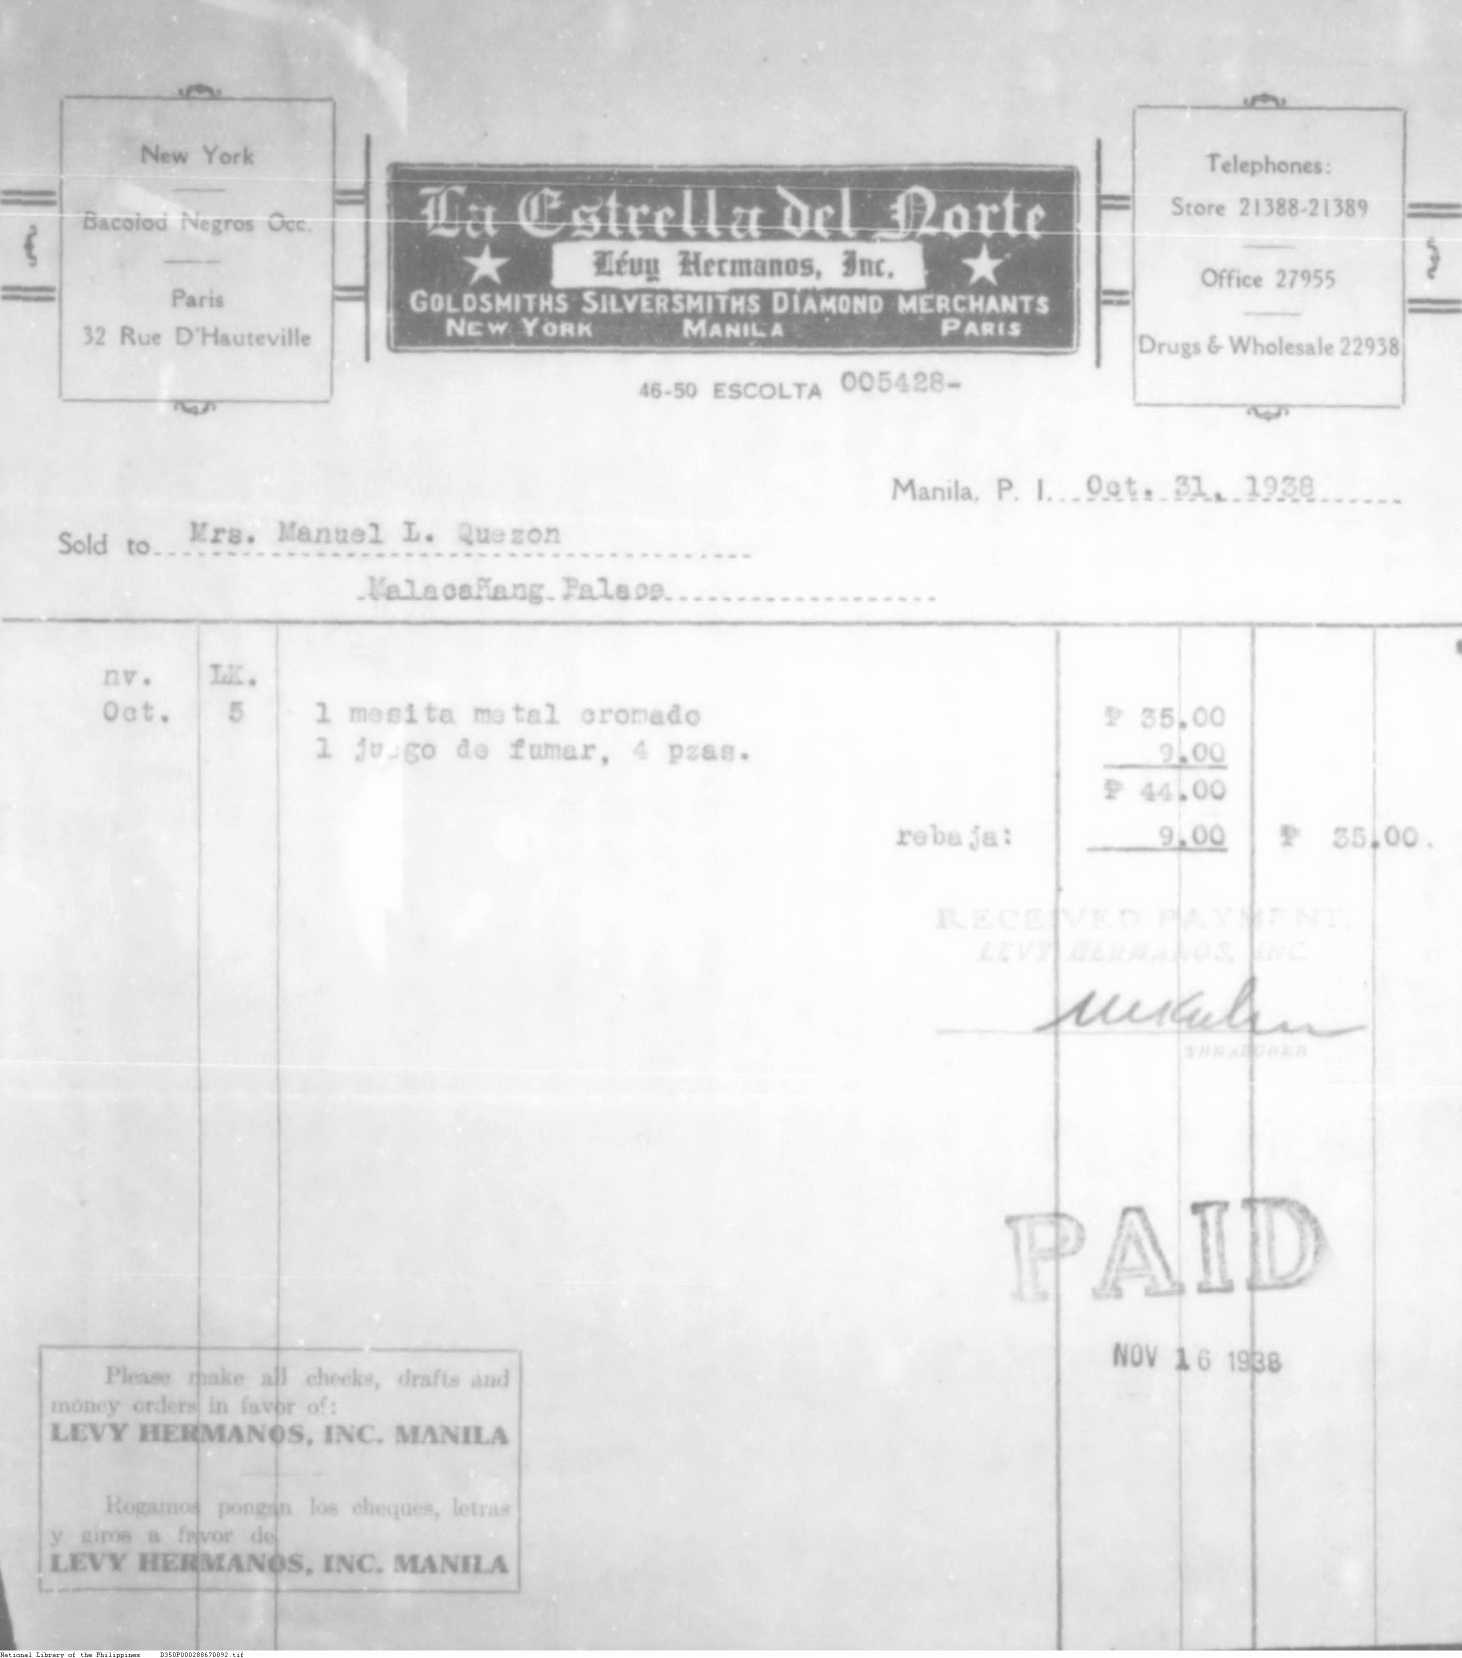 New York
Bacolod Negros Occ.
Paris
32 Rue D'Hauteville
La Estrella del Norte
Lévy Hermanos, Inc.
GOLDSMITHS SILVERSMITHS DIAMOND MERCHANTS
NEW YORK MANILA PARIS
46-50 ESCOLTA 005428-
Telephones:
Store 21388-21389
Office 27955
Drugs & Wholesale 22938
Manila, P. I. Oct. 31, 1938
Sold to Mrs. Manuel L. Quezon
Malacañang Palace
nv. LK.
Oct. 5 1 mesita metal cromado ₱ 35.00
1 juego de fumar, 4 pzas. 9.00
₱ 44.00
rebaja: 9.00 ₱ 35.00.
RECEIVED PAYMENT,
LEVY HERMANOS, INC
PAID
NOV 16 1938
Please make all checks, drafts and
money orders in favor of:
LEVY HERMANOS, INC. MANILA
Rogamos pongan los cheques, letras
y giros a favor de
LEVY HERMANOS, INC. MANILA
National Library of the Philippines D350P000288670892.tif